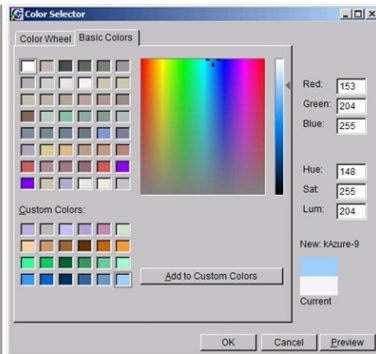 Color Selector
Color Wheel
Basic Colors
Red: 153
Green: 204
Blue: 255
Hue: 148
Sat: 255
Lum: 204
Custom Colors:
New: kAzure-9
Add to Custom Colors
Current
OK
Cancel
Preview